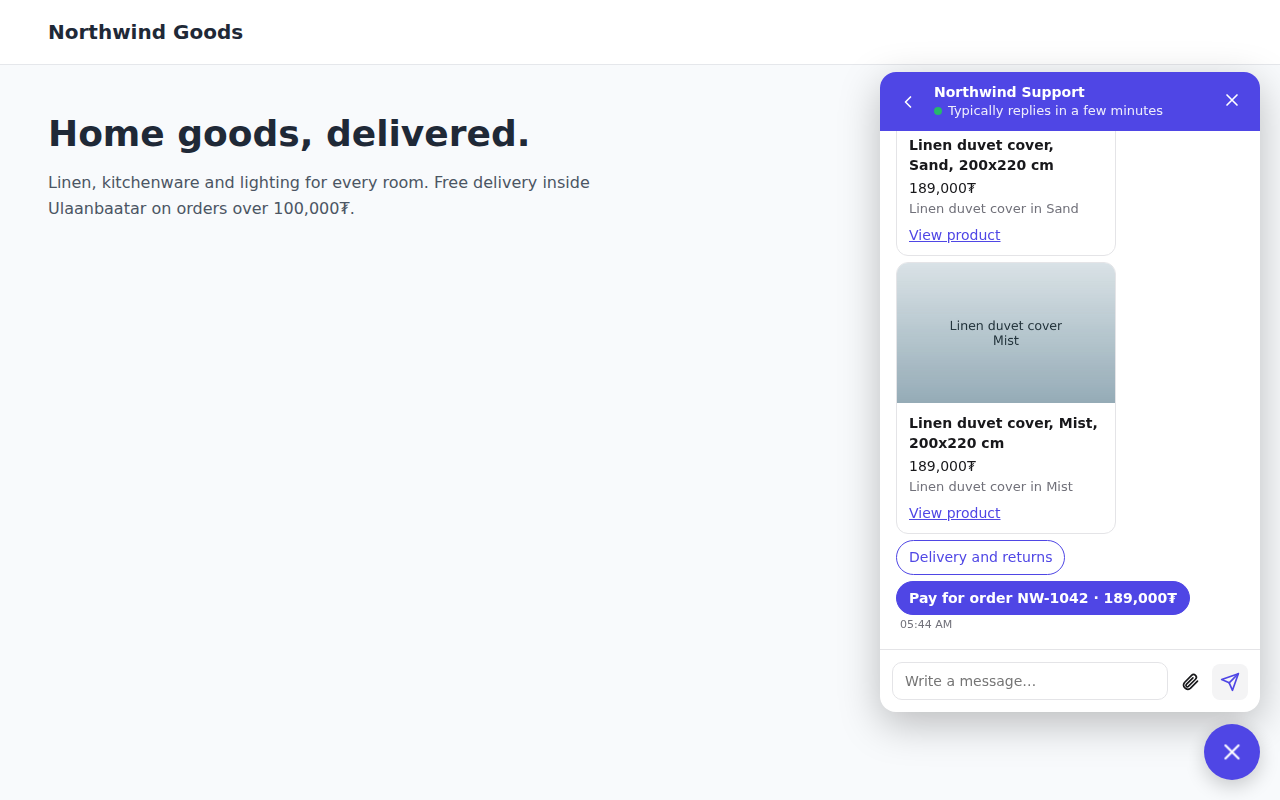 Northwind Goods
Home goods, delivered.
Linen, kitchenware and lighting for every room. Free delivery inside
Ulaanbaatar on orders over 100,000₮.
Northwind Support
Typically replies in a few minutes
Linen duvet cover,
Sand, 200x220 cm
189,000₮
Linen duvet cover in Sand
View product
Linen duvet cover
Mist
Linen duvet cover, Mist,
200x220 cm
189,000₮
Linen duvet cover in Mist
View product
Delivery and returns
Pay for order NW-1042 · 189,000₮
05:44 AM
Write a message…